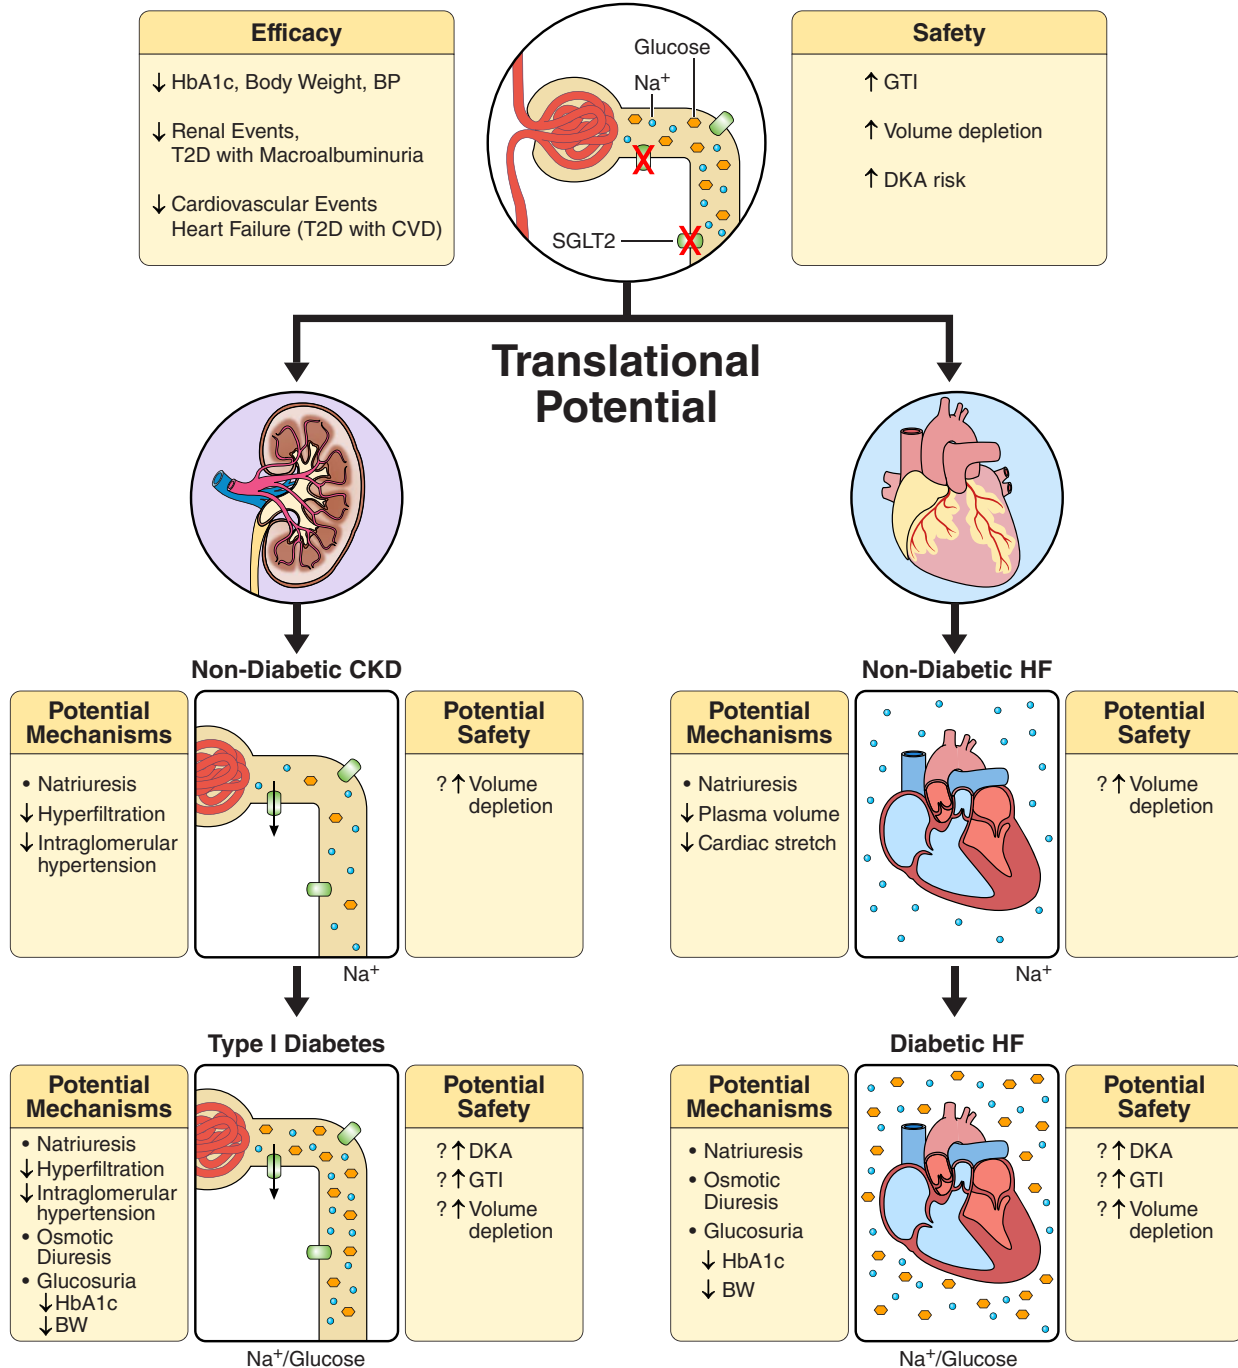 Efficacy
↓ HbA1c, Body Weight, BP
↓ Renal Events,
T2D with Macroalbuminuria
↓ Cardiovascular Events
Heart Failure (T2D with CVD)
Glucose
Na⁺
X
SGLT2
X
Safety
↑ GTI
↑ Volume depletion
↑ DKA risk
Translational
Potential
Non-Diabetic CKD
Potential
Mechanisms
• Natriuresis
↓ Hyperfiltration
↓ Intraglomerular
hypertension
Potential
Safety
? ↑ Volume
depletion
Na⁺
Non-Diabetic HF
Potential
Mechanisms
• Natriuresis
↓ Plasma volume
↓ Cardiac stretch
Potential
Safety
? ↑ Volume
depletion
Na⁺
Type I Diabetes
Potential
Mechanisms
• Natriuresis
↓ Hyperfiltration
↓ Intraglomerular
hypertension
• Osmotic
Diuresis
• Glucosuria
↓ HbA1c
↓ BW
Potential
Safety
? ↑ DKA
? ↑ GTI
? ↑ Volume
depletion
Na⁺/Glucose
Diabetic HF
Potential
Mechanisms
• Natriuresis
• Osmotic
Diuresis
• Glucosuria
↓ HbA1c
↓ BW
Potential
Safety
? ↑ DKA
? ↑ GTI
? ↑ Volume
depletion
Na⁺/Glucose